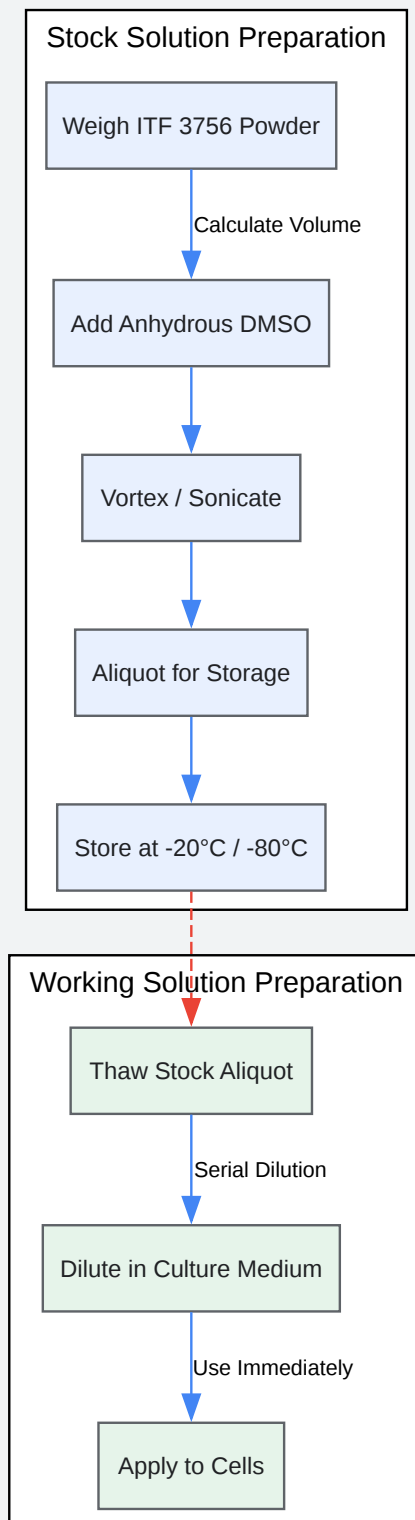 Stock Solution Preparation
Weigh ITF 3756 Powder
Calculate Volume
Add Anhydrous DMSO
Vortex / Sonicate
Aliquot for Storage
Store at -20°C / -80°C
Working Solution Preparation
Thaw Stock Aliquot
Serial Dilution
Dilute in Culture Medium
Use Immediately
Apply to Cells